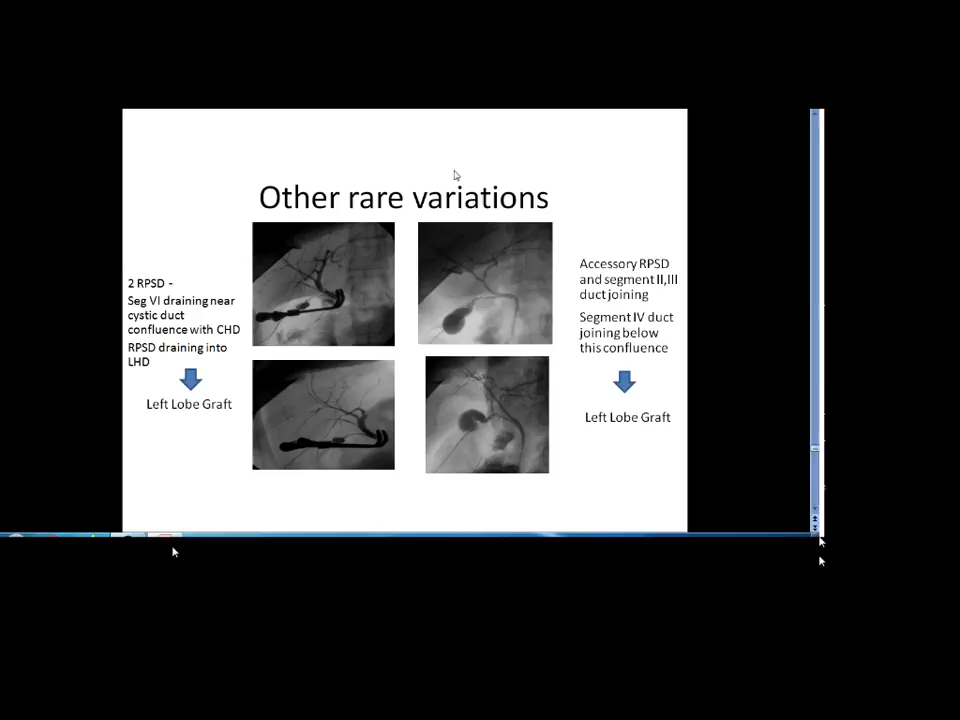 Other rare variations
2 RPSD -
Seg VI draining near
cystic duct
confluence with CHD
RPSD draining into
LHD
Left Lobe Graft
Accessory RPSD
and segment II,III
duct joining
Segment IV duct
joining below
this confluence
Left Lobe Graft